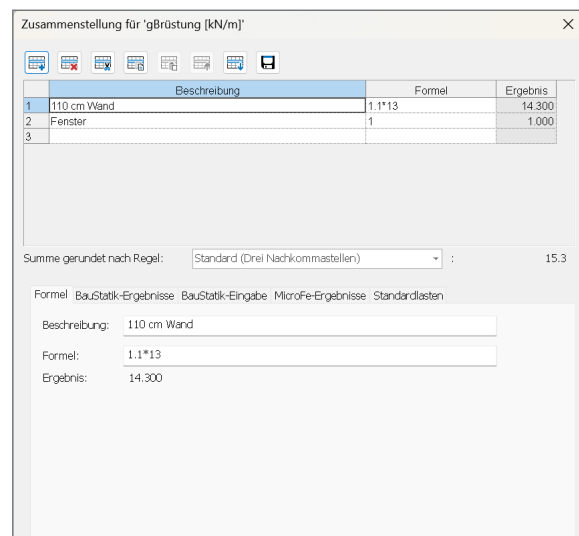 Zusammenstellung für 'gBrüstung [kN/m]'
Beschreibung Formel Ergebnis
1 110 cm Wand 1.1*13 14.300
2 Fenster 1 1.000
3
Summe gerundet nach Regel: Standard (Drei Nachkommastellen) : 15.3
Formel BauStatik-Ergebnisse BauStatik-Eingabe MicroFe-Ergebnisse Standardlasten
Beschreibung: 110 cm Wand
Formel: 1.1*13
Ergebnis: 14.300